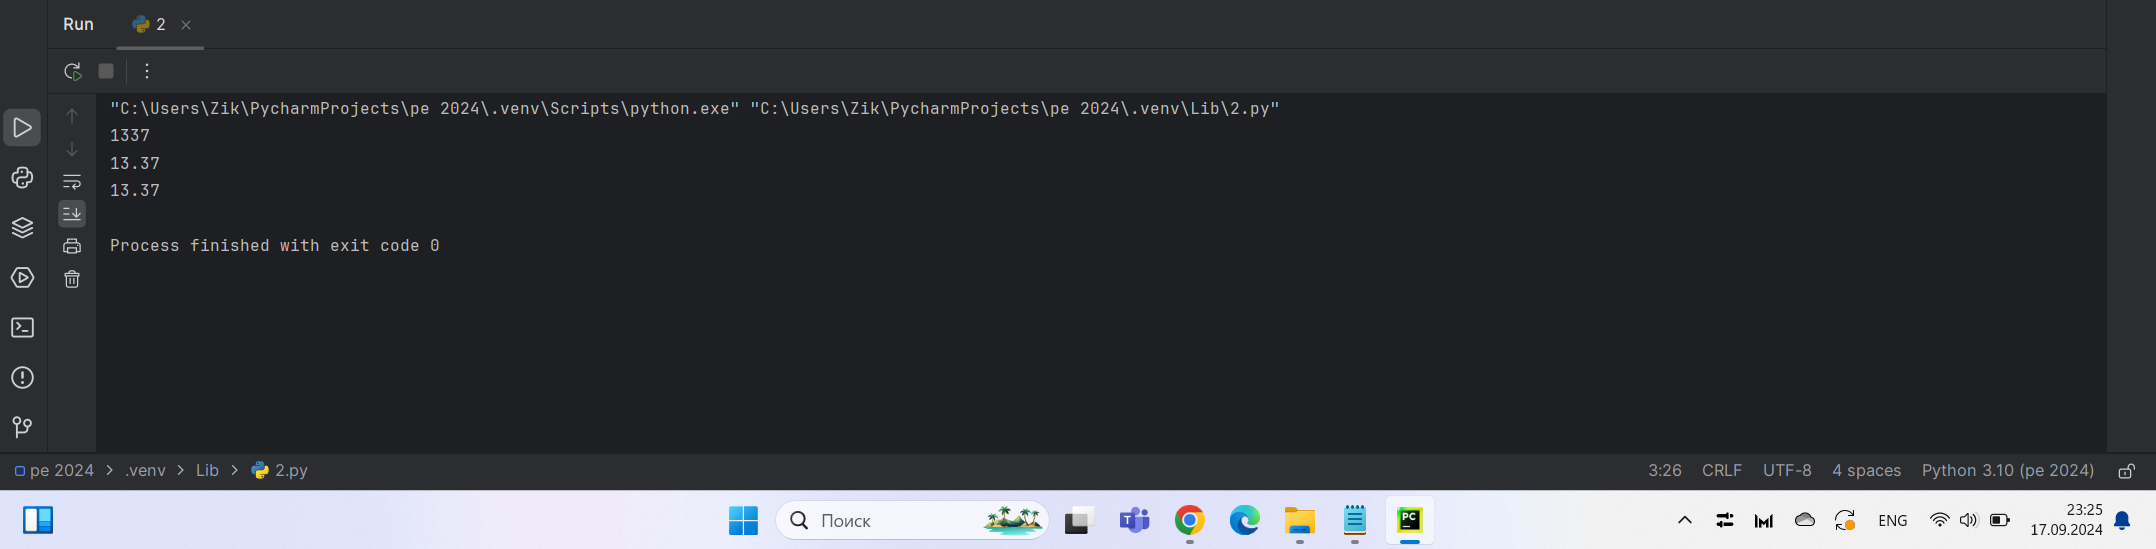 Run 2
"C:\Users\Zik\PycharmProjects\pe 2024\.venv\Scripts\python.exe" "C:\Users\Zik\PycharmProjects\pe 2024\.venv\Lib\2.py"
1337
13.37
13.37
Process finished with exit code 0
pe 2024 > .venv > Lib > 2.py 3:26 CRLF UTF-8 4 spaces Python 3.10 (pe 2024)
Поиск T PC ENG 23:25
17.09.2024